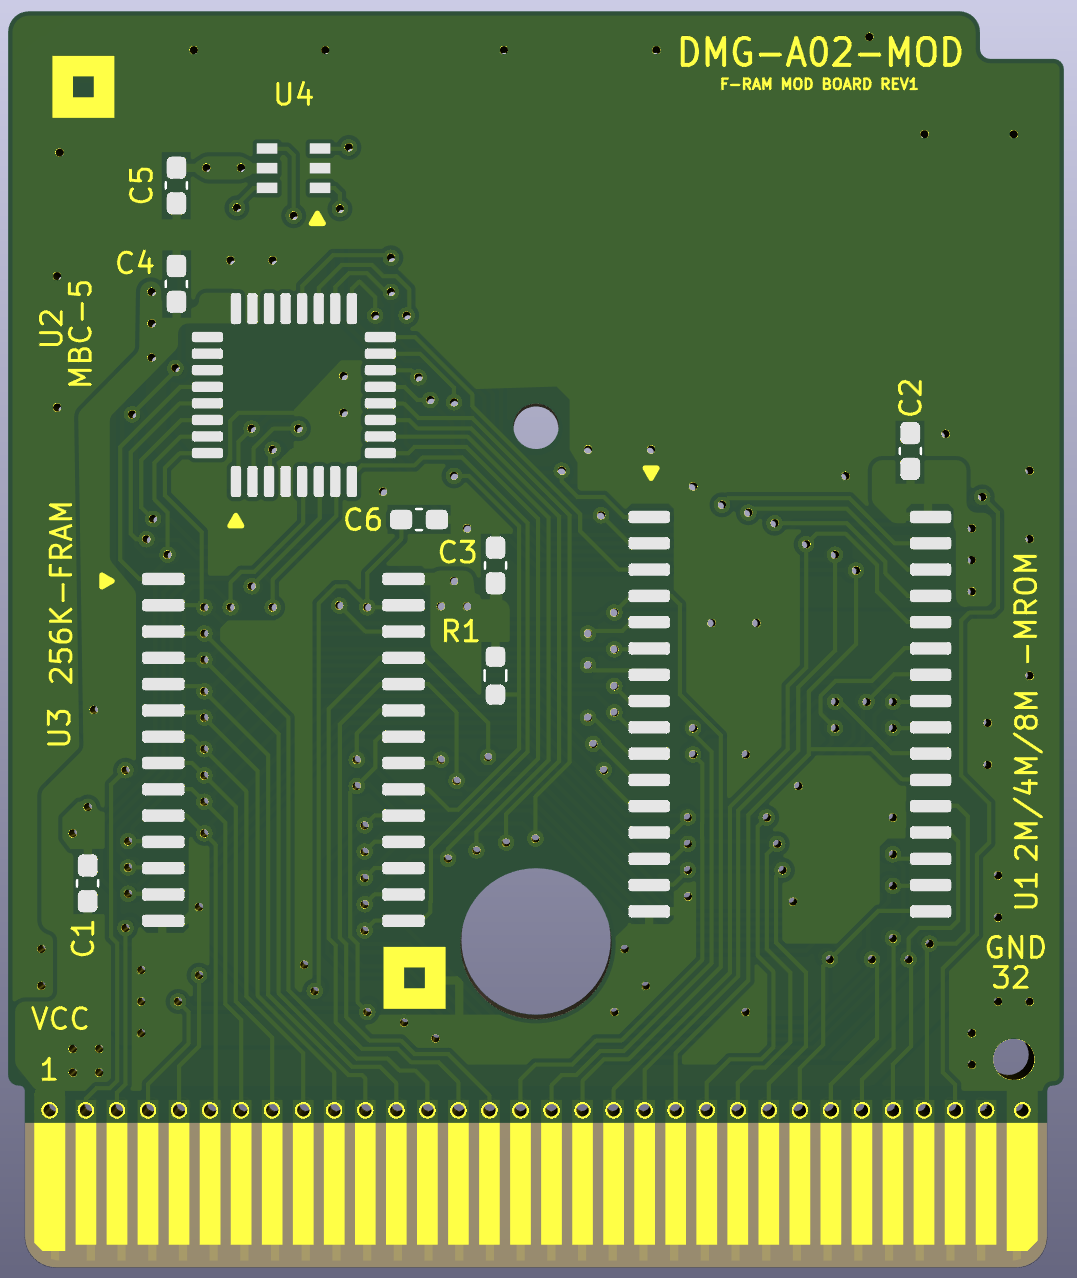 DMG-A02-MOD
F-RAM MOD BOARD REV1
U4
C5
C4
U2
MBC-5
C2
C6
C3
R1
U3 256K-FRAM
U1 2M/4M/8M -MROM
C1
GND
32
VCC
1